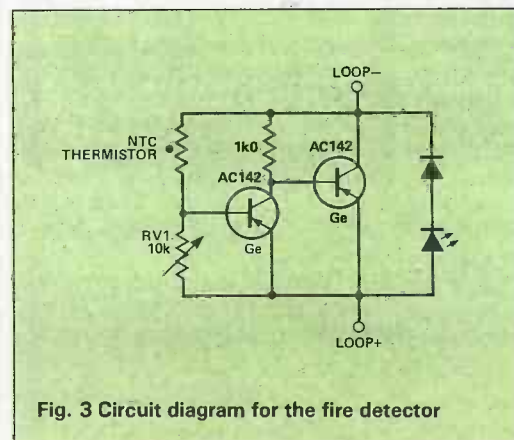 LOOP−
NTC
THERMISTOR
1k0
AC142
AC142
Ge
RV1
10k
Ge
LOOP+
Fig. 3 Circuit diagram for the fire detector